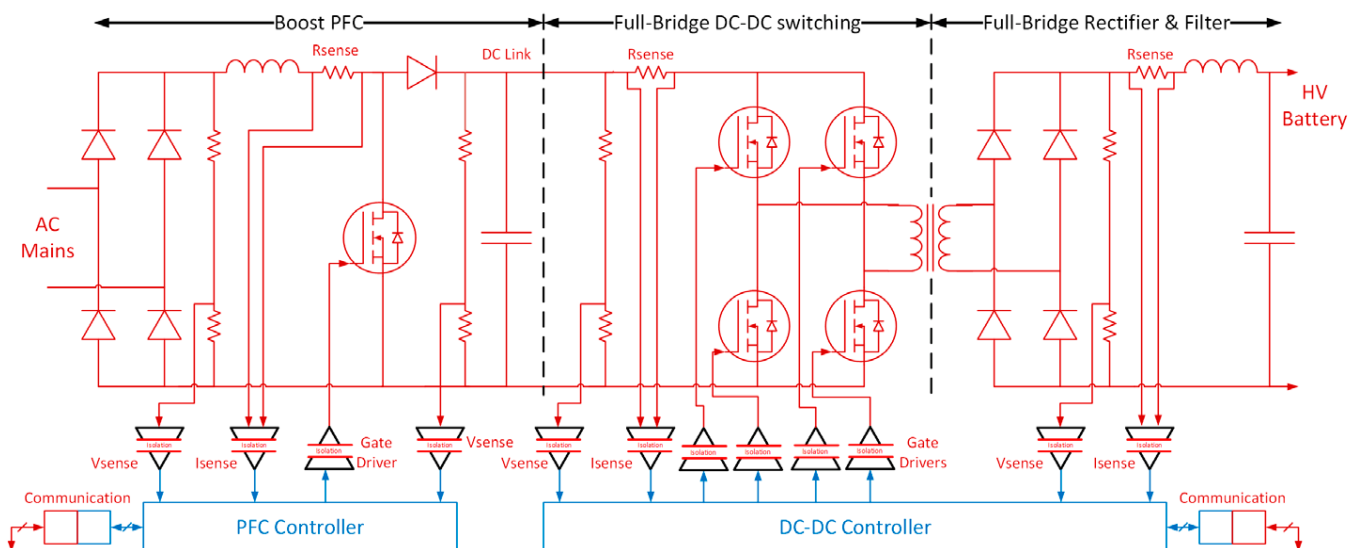 Boost PFC
Full-Bridge DC-DC switching
Full-Bridge Rectifier & Filter
Rsense
DC Link
Rsense
Rsense
HV
Battery
AC
Mains
Isolation
Isolation
Isolation
Isolation
Isolation
Isolation
Isolation
Isolation
Isolation
Isolation
Isolation
Isolation
Vsense
Isense
Gate
Driver
Vsense
Vsense
Isense
Gate
Drivers
Vsense
Isense
Communication
PFC Controller
DC-DC Controller
Communication